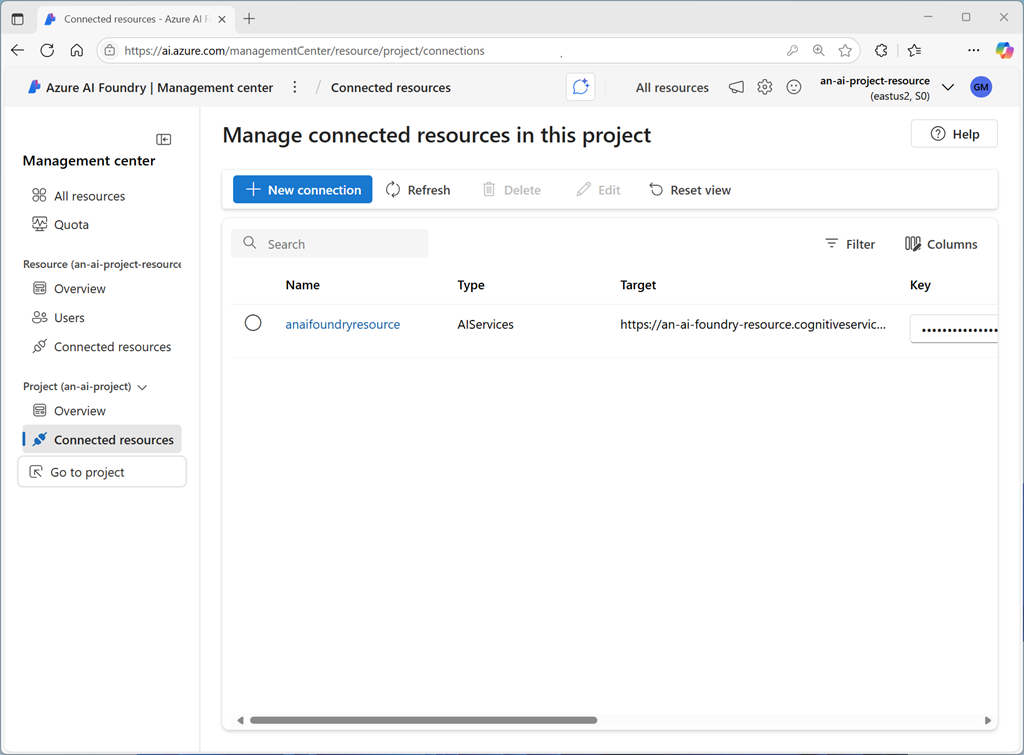 Connected resources - Azure AI F
https://ai.azure.com/managementCenter/resource/project/connections
Azure AI Foundry | Management center / Connected resources
All resources
an-ai-project-resource
(eastus2, S0)
GM
Management center
All resources
Quota
Resource (an-ai-project-resource
Overview
Users
Connected resources
Project (an-ai-project)
Overview
Connected resources
Go to project
Manage connected resources in this project
Help
New connection Refresh Delete Edit Reset view
Search Filter Columns
Name Type Target Key
anaifoundryresource AIServices https://an-ai-foundry-resource.cognitiveservic... ••••••••••••••